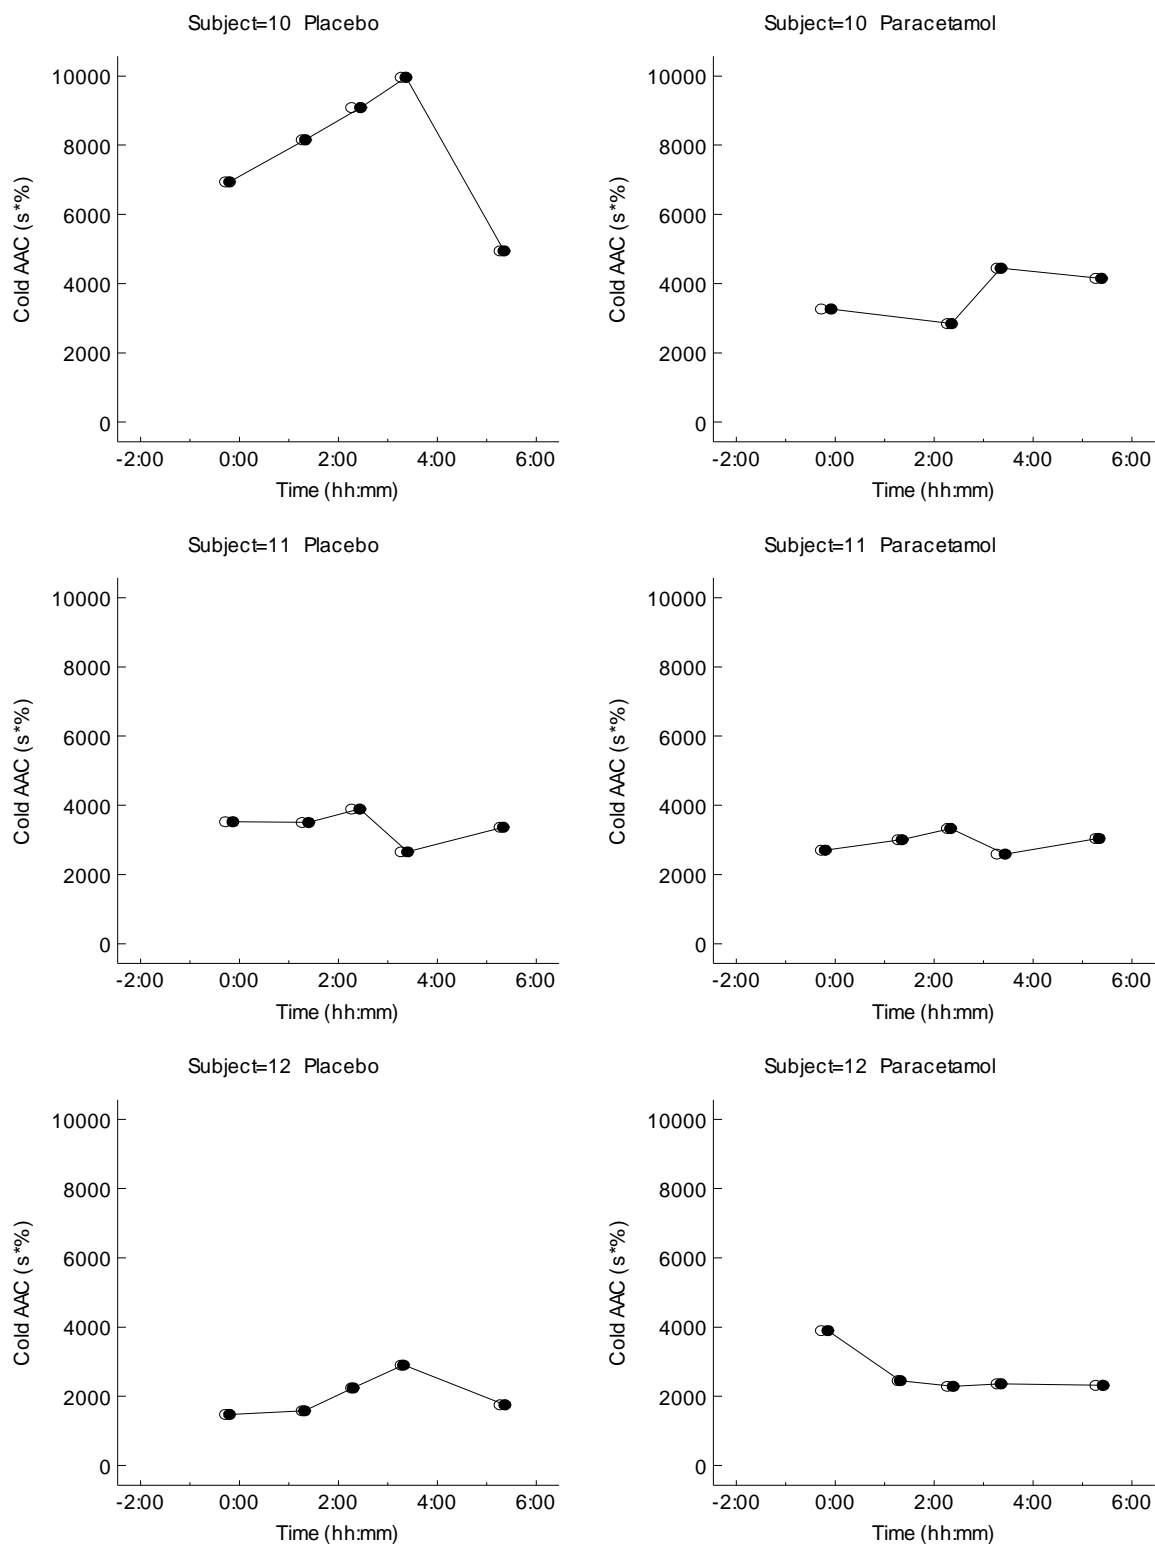 Subject=10 Placebo
Cold AAC (s*%)
10000
8000
6000
4000
2000
0
-2:00 0:00 2:00 4:00 6:00
Time (hh:mm)
Subject=10 Paracetamol
Cold AAC (s*%)
10000
8000
6000
4000
2000
0
-2:00 0:00 2:00 4:00 6:00
Time (hh:mm)
Subject=11 Placebo
Cold AAC (s*%)
10000
8000
6000
4000
2000
0
-2:00 0:00 2:00 4:00 6:00
Time (hh:mm)
Subject=11 Paracetamol
Cold AAC (s*%)
10000
8000
6000
4000
2000
0
-2:00 0:00 2:00 4:00 6:00
Time (hh:mm)
Subject=12 Placebo
Cold AAC (s*%)
10000
8000
6000
4000
2000
0
-2:00 0:00 2:00 4:00 6:00
Time (hh:mm)
Subject=12 Paracetamol
Cold AAC (s*%)
10000
8000
6000
4000
2000
0
-2:00 0:00 2:00 4:00 6:00
Time (hh:mm)